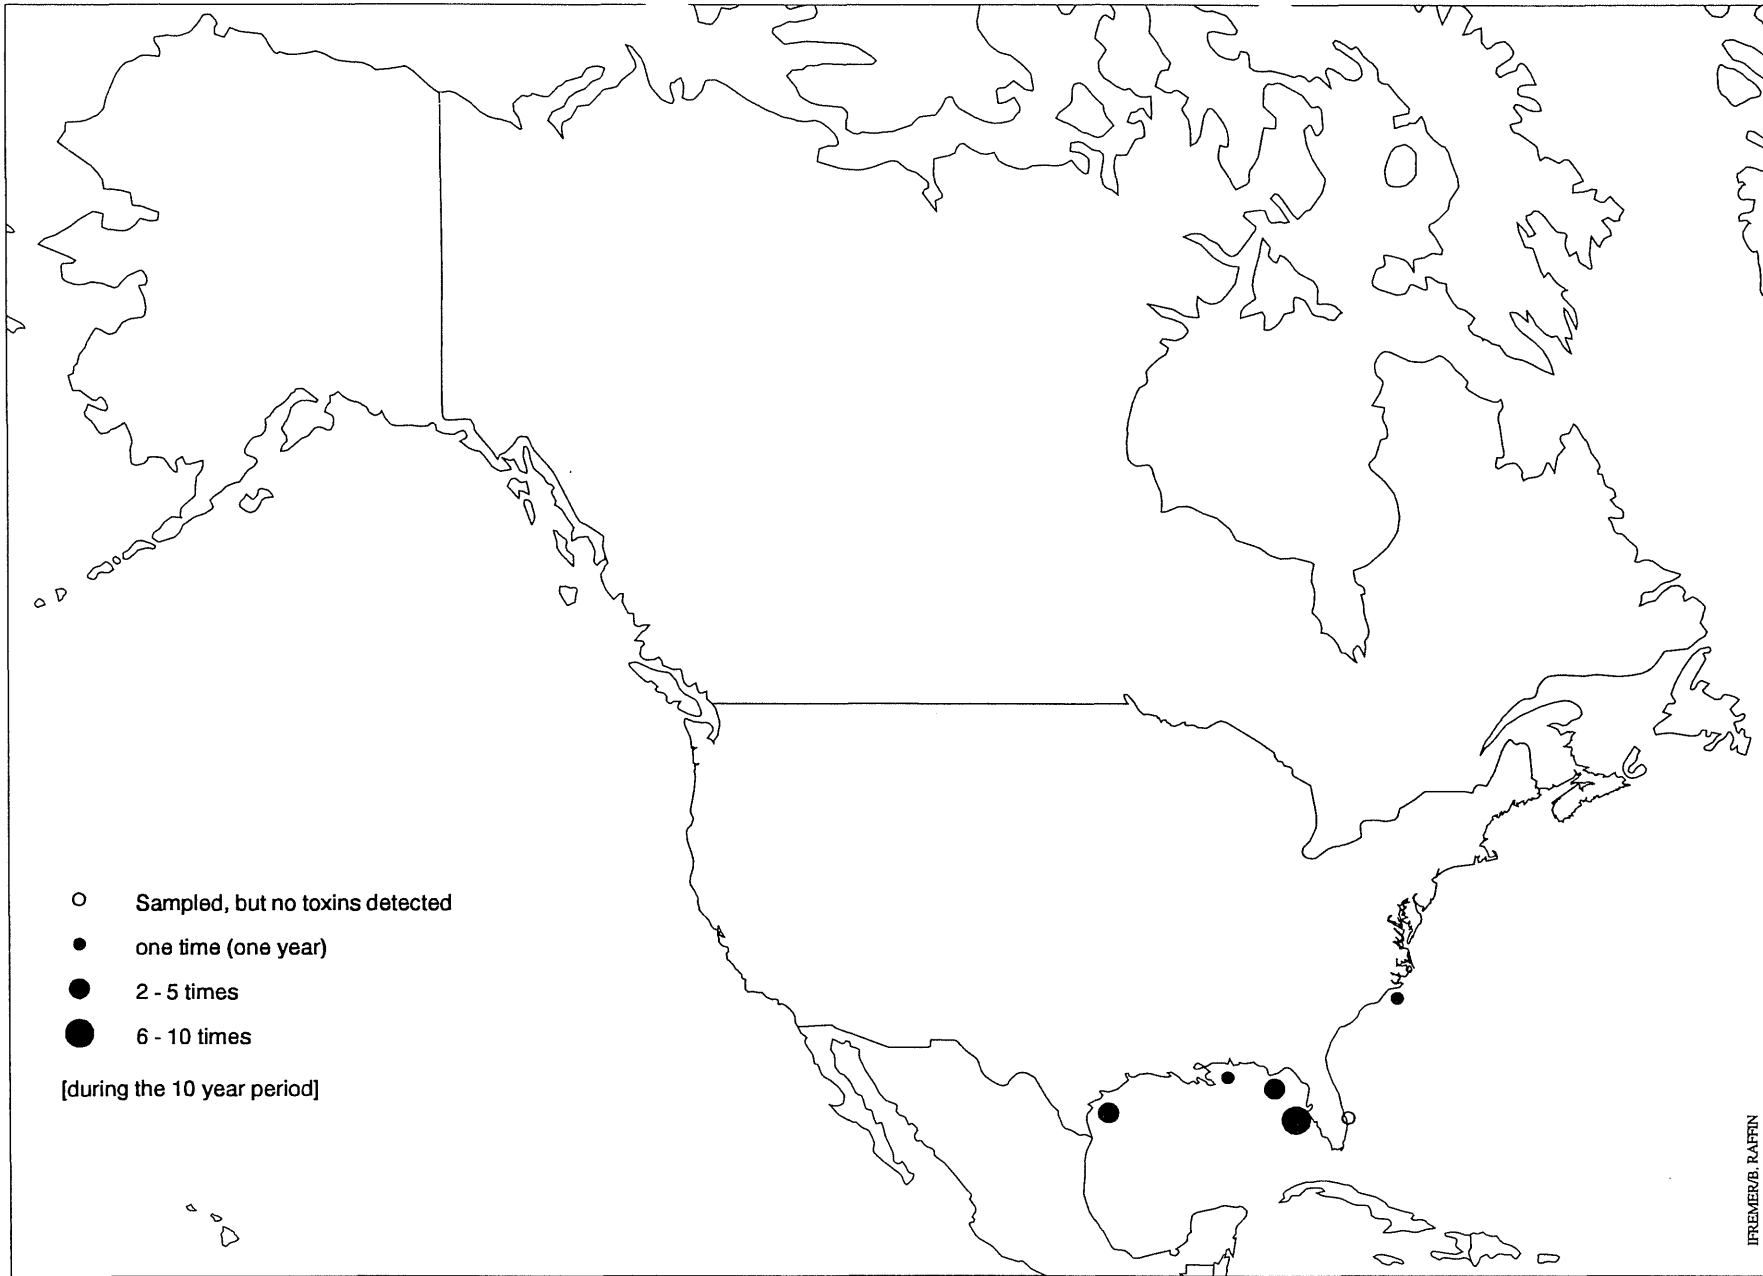 Sampled, but no toxins detected
one time (one year)
2 - 5 times
6 - 10 times
[during the 10 year period]
IFREMER/B. RAFFIN